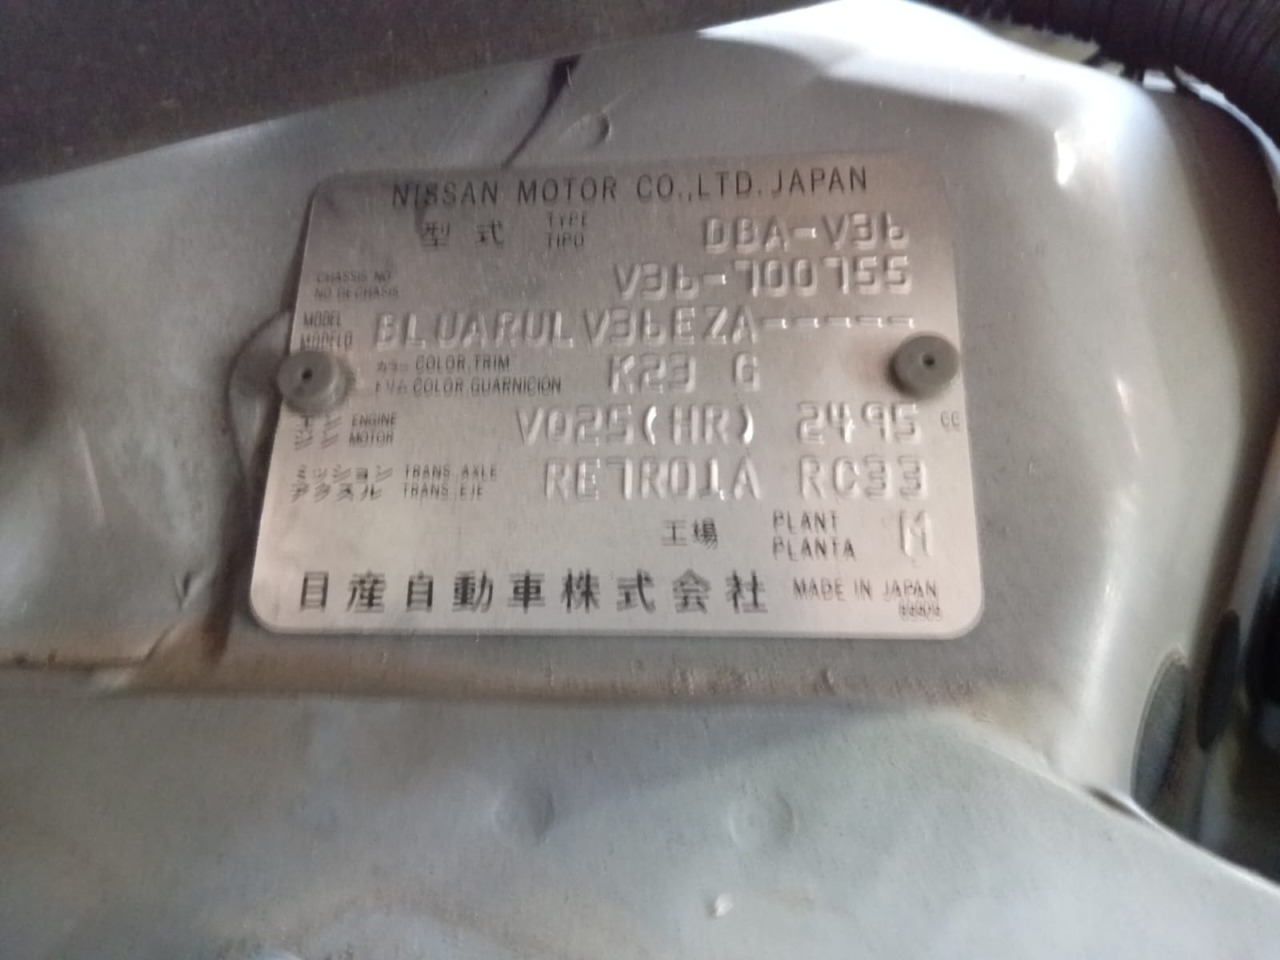 NISSAN MOTOR CO.,LTD. JAPAN
型式 TYPE TIPO DBA-V36
CHASSIS NO. NO DE CHASIS V36-700755
MODEL MODELO BLUARULV36EZA-----
カラー トリム COLOR,TRIM COLOR,GUARNICION K23 G
エンジン ENGINE MOTOR VQ25(HR) 2495 CC
ミッション アクスル TRANS.AXLE TRANS.EJE RE7R01A RC33
工場 PLANT PLANTA M
日産自動車株式会社 MADE IN JAPAN